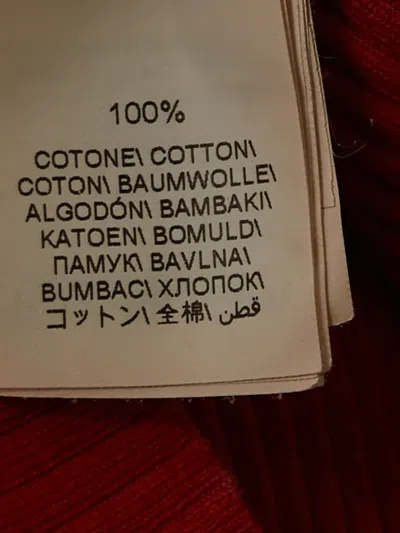 100%
COTONE\ COTTON\
COTON\ BAUMWOLLE\
ALGODÓN\ BAMBAKI\
KATOEN\ BOMULD\
ПАМУК\ BAVLNA\
BUMBAC\ ХЛОПОК\
コットン\ 全棉\ قطن